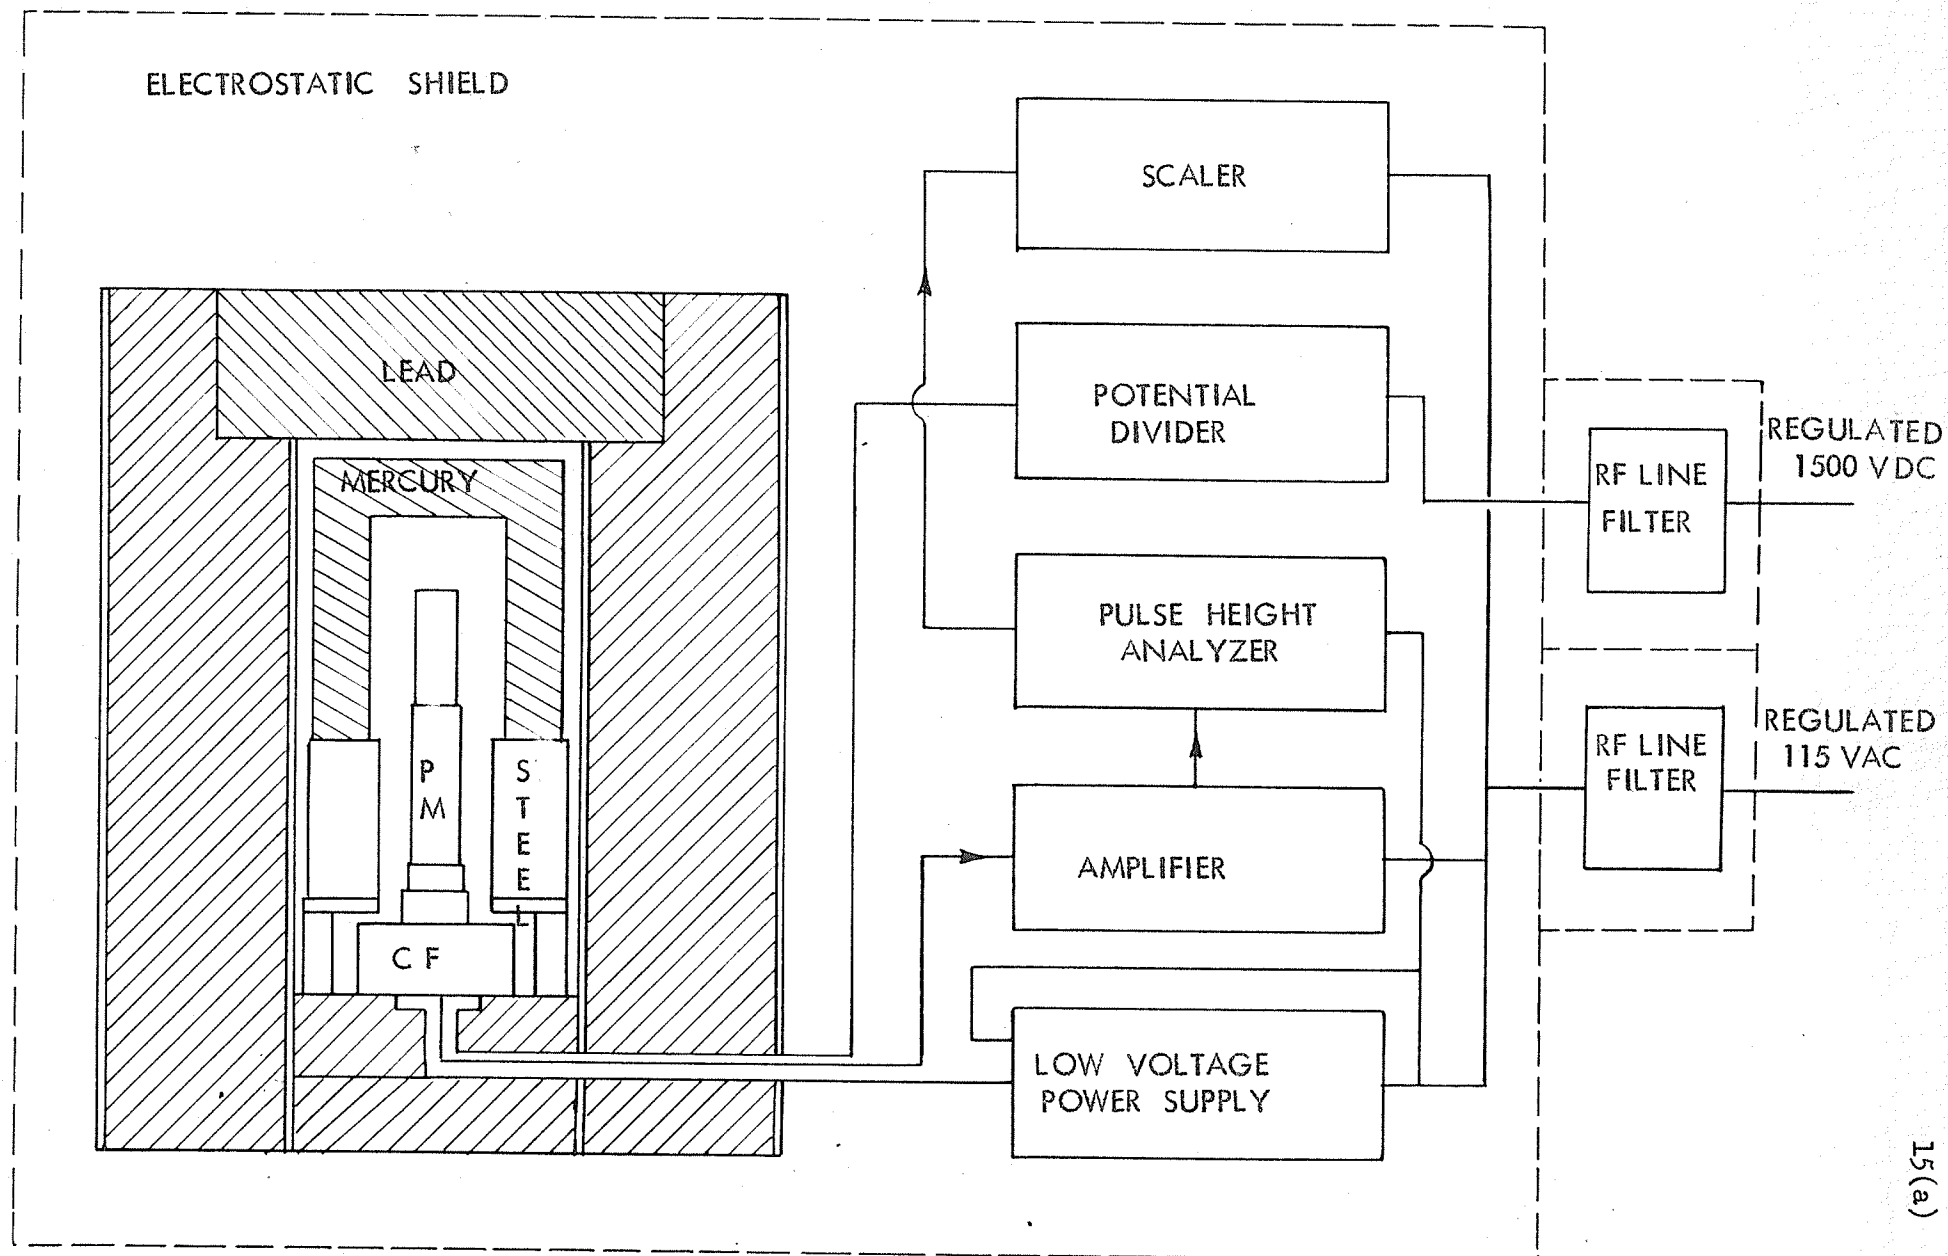 ELECTROSTATIC SHIELD
SCALER
LEAD
POTENTIAL
DIVIDER
REGULATED
1500 VDC
RF LINE
FILTER
MERCURY
PULSE HEIGHT
ANALYZER
REGULATED
115 VAC
RF LINE
FILTER
P
M
S
T
E
E
L
AMPLIFIER
C F
LOW VOLTAGE
POWER SUPPLY
15(a)